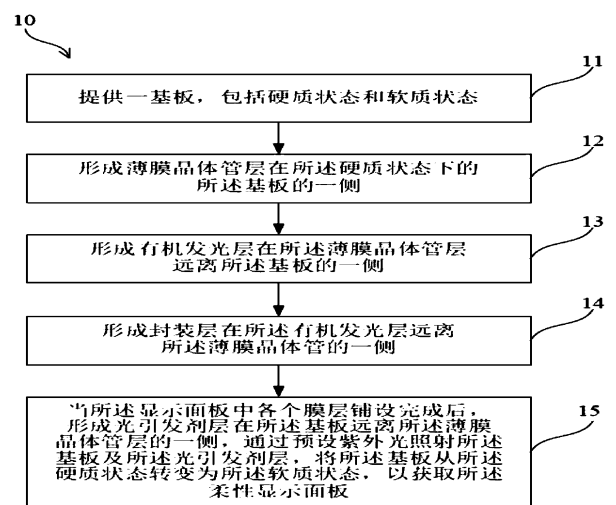 10
11
提供一基板，包括硬质状态和软质状态
12
形成薄膜晶体管层在所述硬质状态下的
所述基板的一侧
13
形成有机发光层在所述薄膜晶体管层
远离所述基板的一侧
14
形成封装层在所述有机发光层远离
所述薄膜晶体管的一侧
15
当所述显示面板中各个膜层铺设完成后，
形成光引发剂层在所述基板远离所述薄膜
晶体管层的一侧，通过预设紫外光照射所述
基板及所述光引发剂层，将所述基板从所述
硬质状态转变为所述软质状态，以获取所述
柔性显示面板